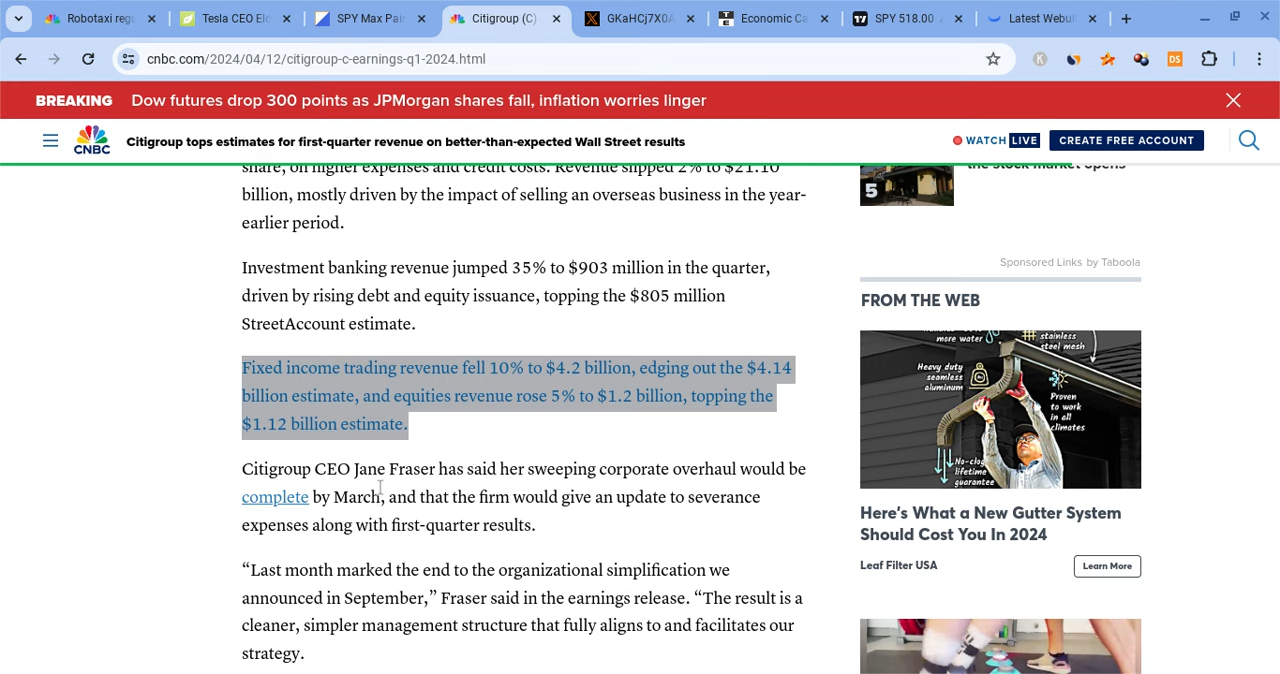 Robotaxi regu
Tesla CEO Elo
SPY Max Pain
Citigroup (C)
GKaHCj7X0A
Economic Ca
SPY 518.00
Latest Webul
cnbc.com/2024/04/12/citigroup-c-earnings-q1-2024.html
K
DS
BREAKING Dow futures drop 300 points as JPMorgan shares fall, inflation worries linger
CNBC
Citigroup tops estimates for first-quarter revenue on better-than-expected Wall Street results
WATCH LIVE
CREATE FREE ACCOUNT
share, on higher expenses and credit costs. Revenue slipped 2% to $21.10
billion, mostly driven by the impact of selling an overseas business in the year-
earlier period.
Investment banking revenue jumped 35% to $903 million in the quarter,
driven by rising debt and equity issuance, topping the $805 million
StreetAccount estimate.
Fixed income trading revenue fell 10% to $4.2 billion, edging out the $4.14
billion estimate, and equities revenue rose 5% to $1.2 billion, topping the
$1.12 billion estimate.
Citigroup CEO Jane Fraser has said her sweeping corporate overhaul would be
complete by March, and that the firm would give an update to severance
expenses along with first-quarter results.
“Last month marked the end to the organizational simplification we
announced in September,” Fraser said in the earnings release. “The result is a
cleaner, simpler management structure that fully aligns to and facilitates our
strategy.
5
the stock market opens
Sponsored Links by Taboola
FROM THE WEB
more water
stainless
steel mesh
Heavy duty
seamless
aluminum
Proven
to work
in all
climates
No-clog
lifetime
guarantee
Here's What a New Gutter System
Should Cost You In 2024
Leaf Filter USA
Learn More